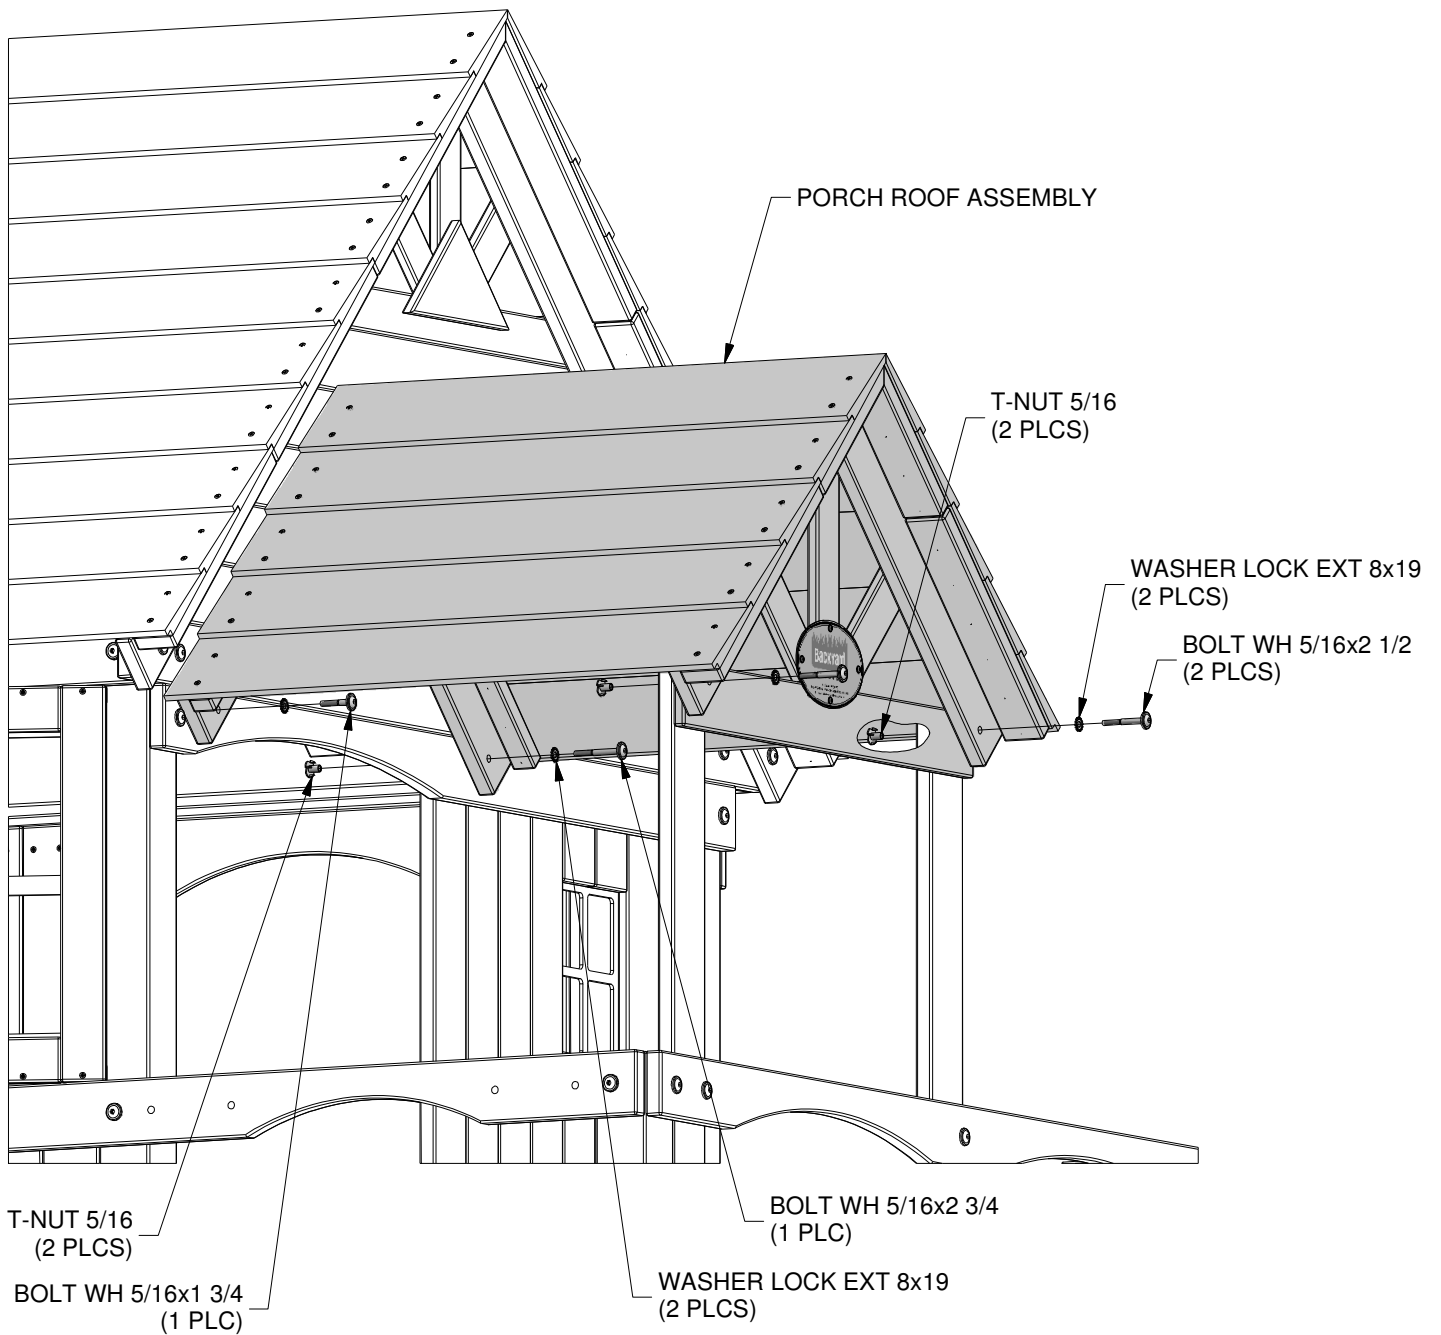 PORCH ROOF ASSEMBLY
T-NUT 5/16
(2 PLCS)
WASHER LOCK EXT 8x19
(2 PLCS)
BOLT WH 5/16x2 1/2
(2 PLCS)
Backyard
T-NUT 5/16
(2 PLCS)
BOLT WH 5/16x1 3/4
(1 PLC)
BOLT WH 5/16x2 3/4
(1 PLC)
WASHER LOCK EXT 8x19
(2 PLCS)